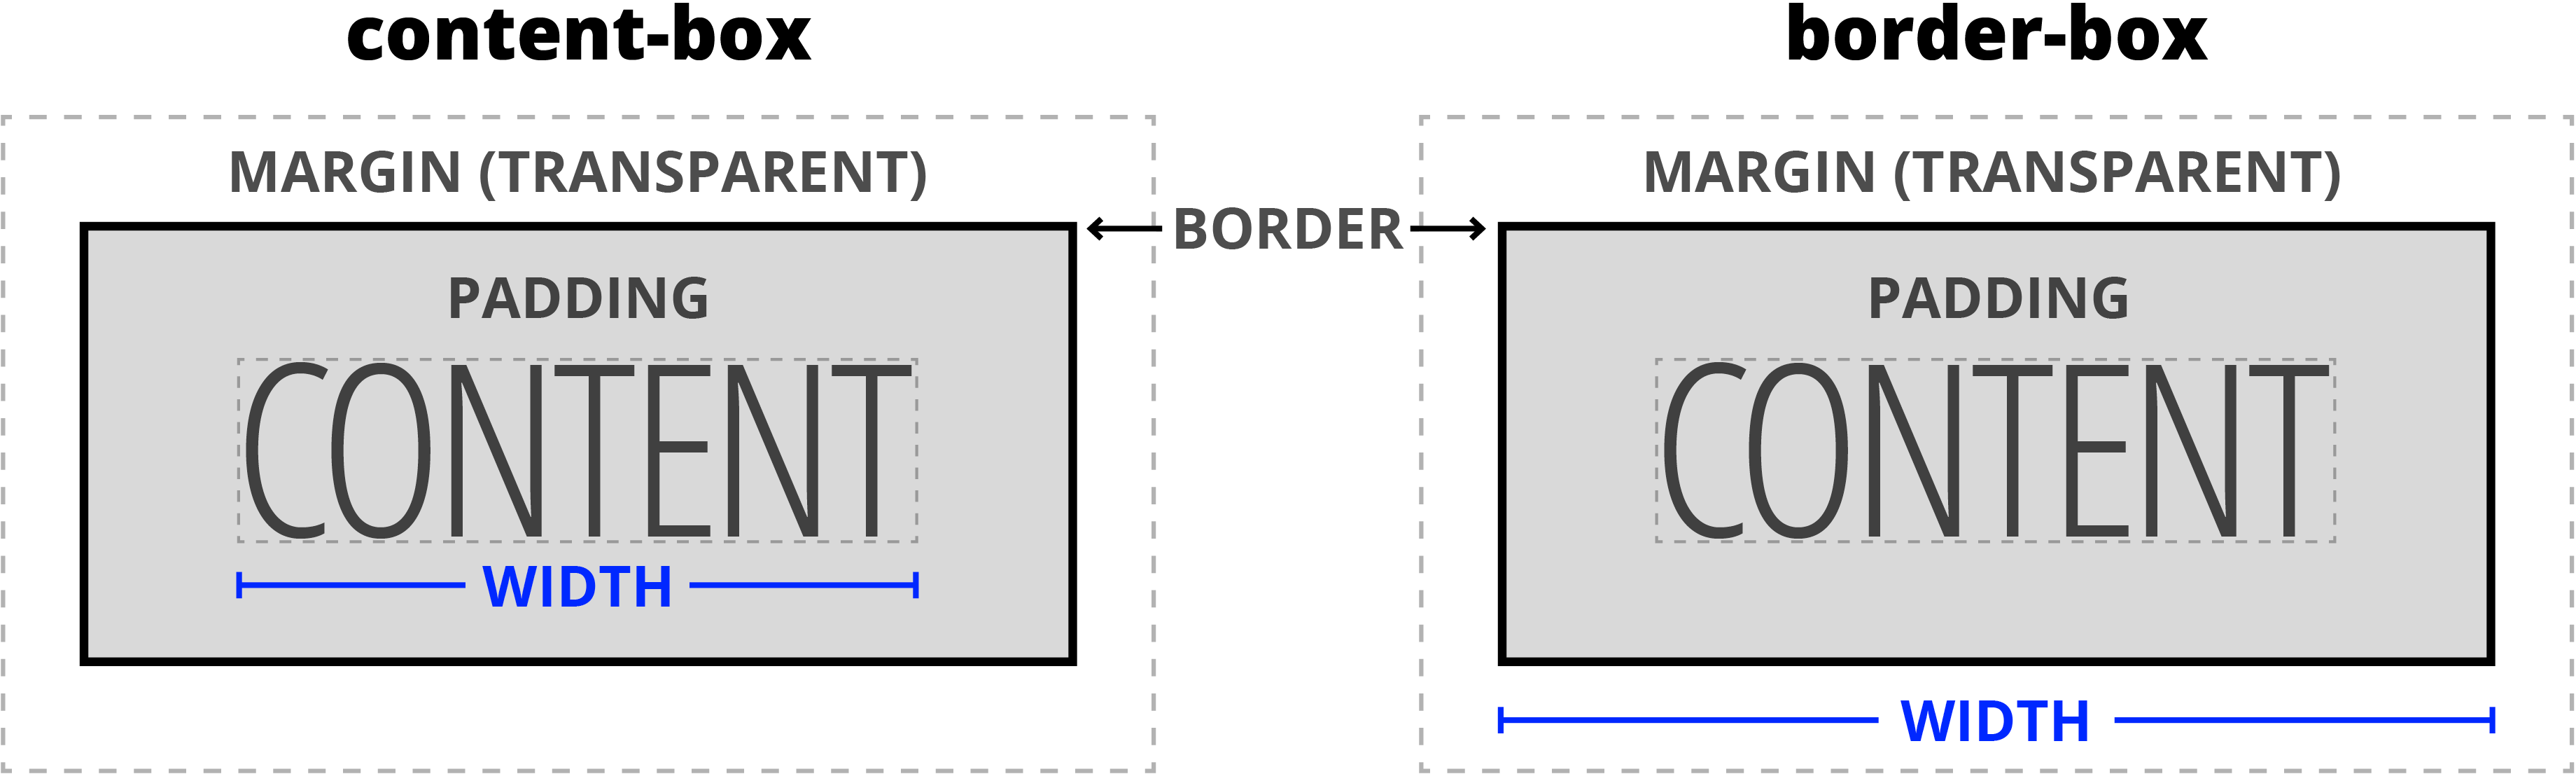 content-box
border-box
MARGIN (TRANSPARENT)
MARGIN (TRANSPARENT)
BORDER
PADDING
PADDING
CONTENT
CONTENT
WIDTH
WIDTH